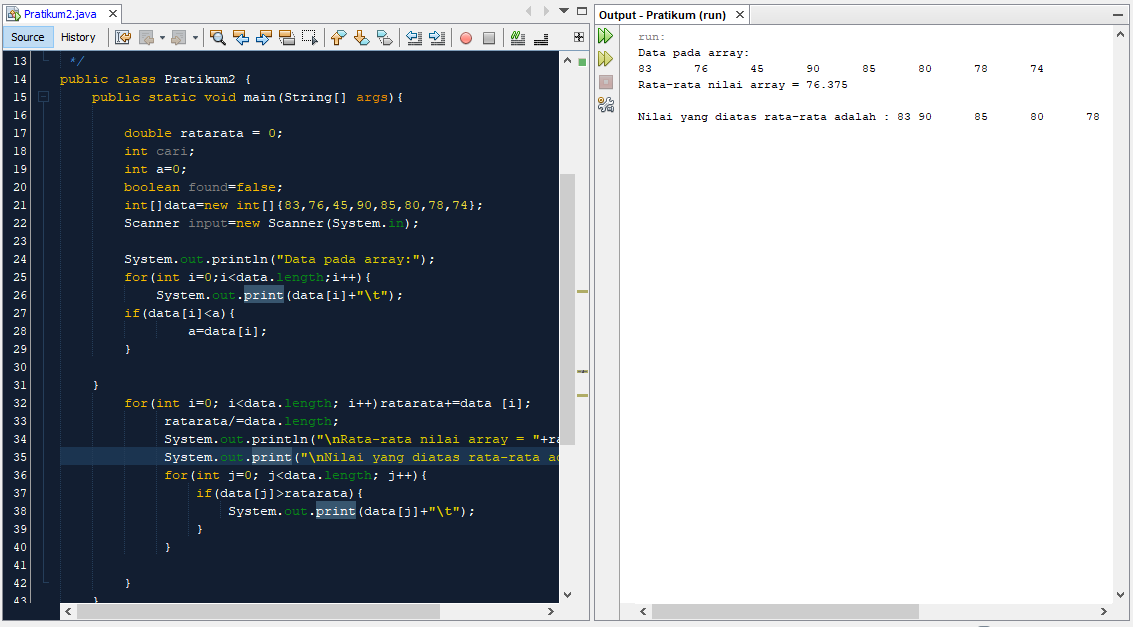 Pratikum2.java
Source History
13 */
14 public class Pratikum2 {
15 public static void main(String[] args){
16
17 double ratarata = 0;
18 int cari;
19 int a=0;
20 boolean found=false;
21 int[]data=new int[]{83,76,45,90,85,80,78,74};
22 Scanner input=new Scanner(System.in);
23
24 System.out.println("Data pada array:");
25 for(int i=0;i<data.length;i++){
26 System.out.print(data[i]+"\t");
27 if(data[i]<a){
28 a=data[i];
29 }
30
31 }
32 for(int i=0; i<data.length; i++)ratarata+=data [i];
33 ratarata/=data.length;
34 System.out.println("\nRata-rata nilai array = "+ra
35 System.out.print("\nNilai yang diatas rata-rata ad
36 for(int j=0; j<data.length; j++){
37 if(data[j]>ratarata){
38 System.out.print(data[j]+"\t");
39 }
40 }
41
42 }
43 }
Output - Pratikum (run)
run:
Data pada array:
83 76 45 90 85 80 78 74
Rata-rata nilai array = 76.375
Nilai yang diatas rata-rata adalah : 83 90 85 80 78